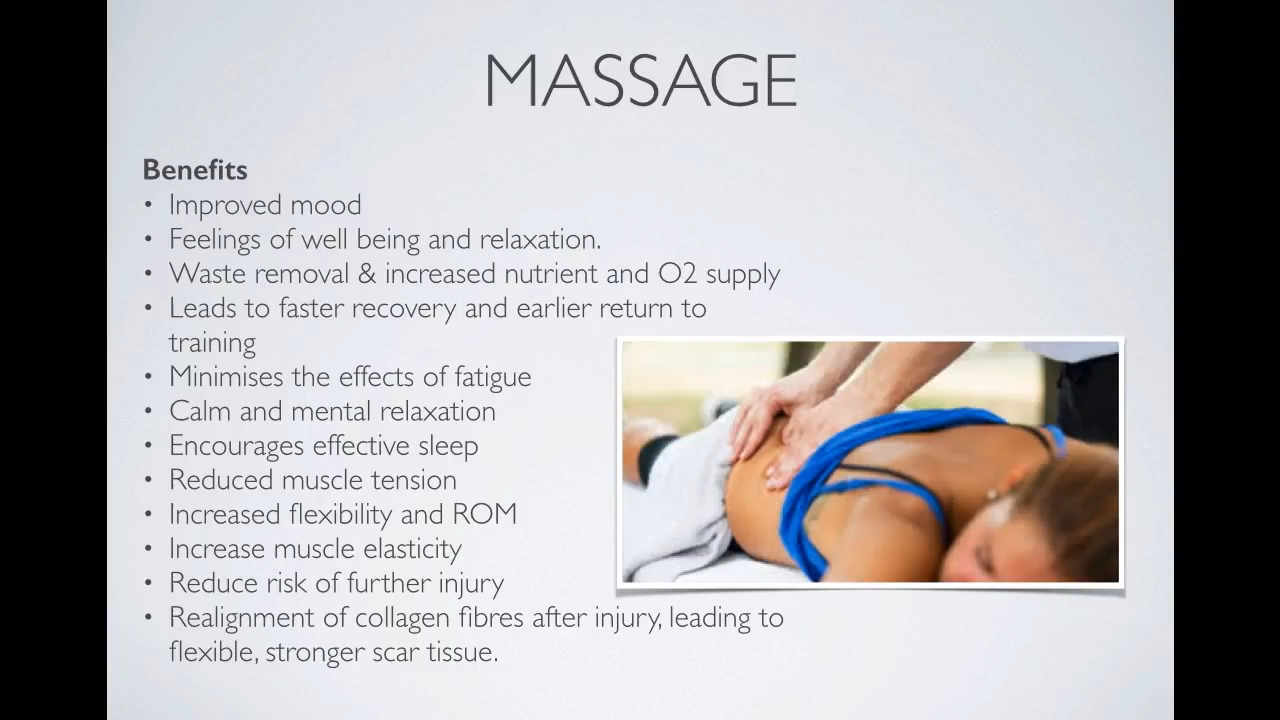 MASSAGE
Benefits
• Improved mood
• Feelings of well being and relaxation.
• Waste removal & increased nutrient and O2 supply
• Leads to faster recovery and earlier return to
training
• Minimises the effects of fatigue
• Calm and mental relaxation
• Encourages effective sleep
• Reduced muscle tension
• Increased flexibility and ROM
• Increase muscle elasticity
• Reduce risk of further injury
• Realignment of collagen fibres after injury, leading to
flexible, stronger scar tissue.